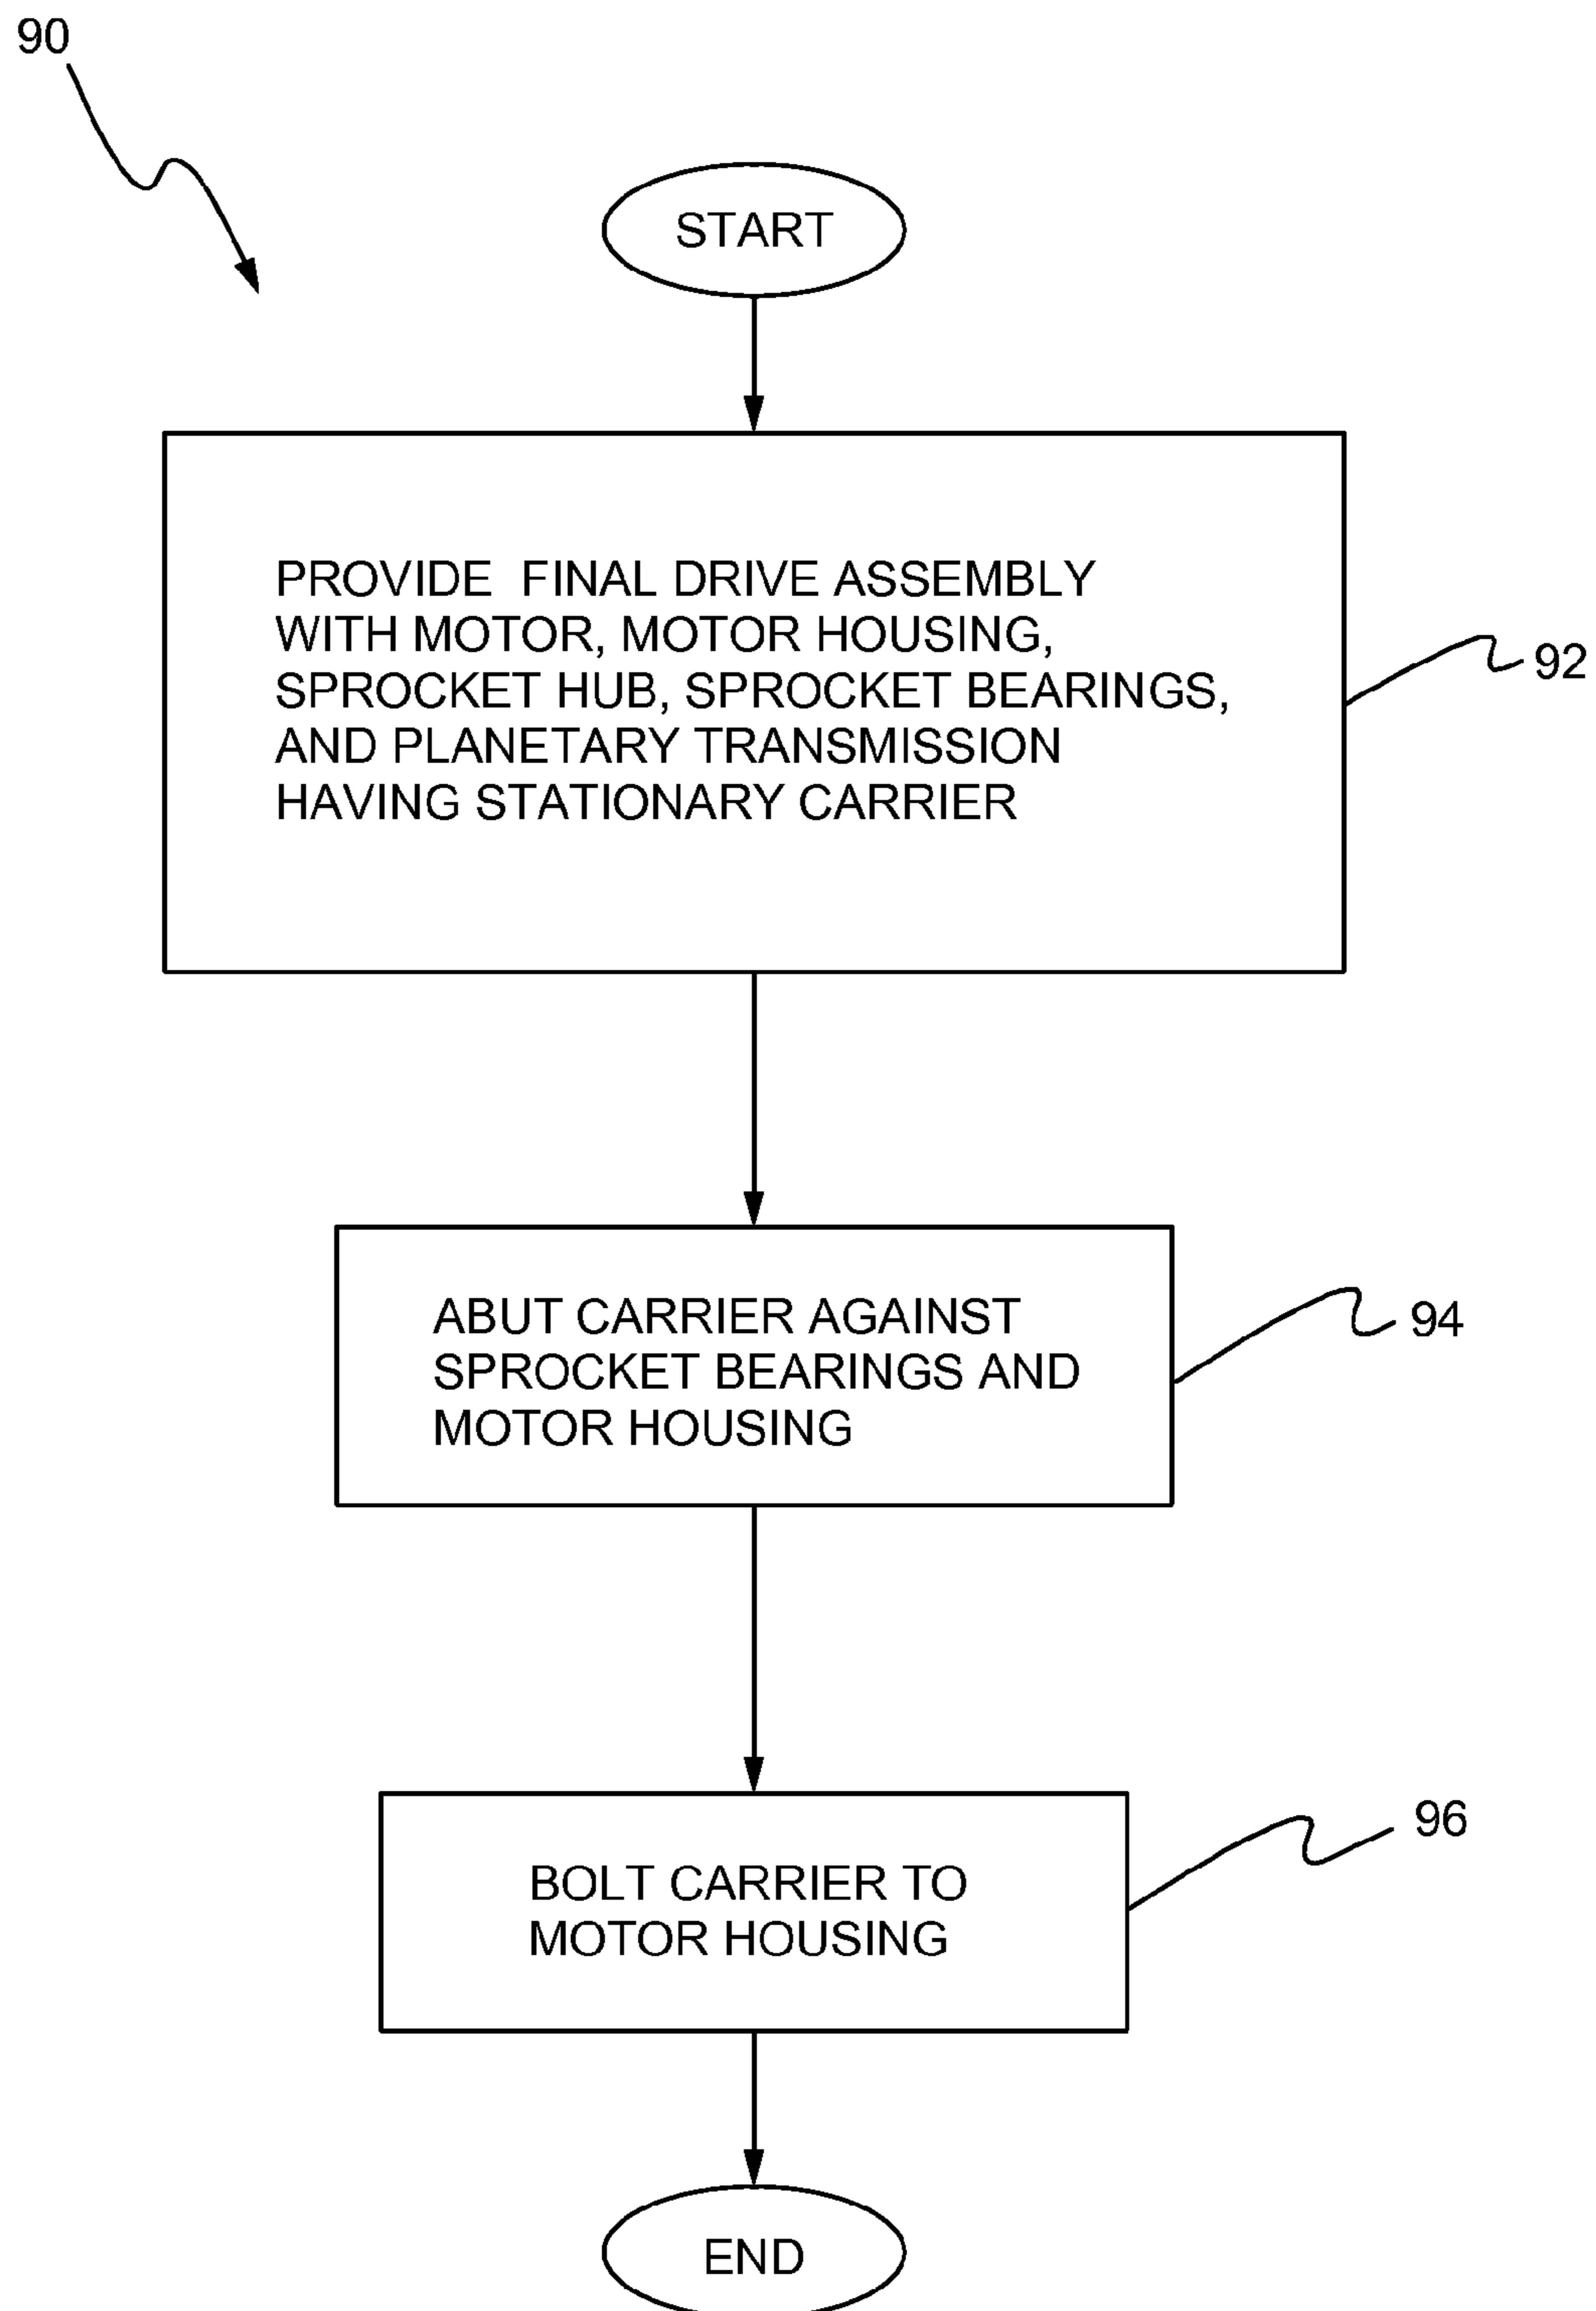 90
START
PROVIDE FINAL DRIVE ASSEMBLY
WITH MOTOR, MOTOR HOUSING,
SPROCKET HUB, SPROCKET BEARINGS,
AND PLANETARY TRANSMISSION
HAVING STATIONARY CARRIER
92
ABUT CARRIER AGAINST
SPROCKET BEARINGS AND
MOTOR HOUSING
94
BOLT CARRIER TO
MOTOR HOUSING
96
END